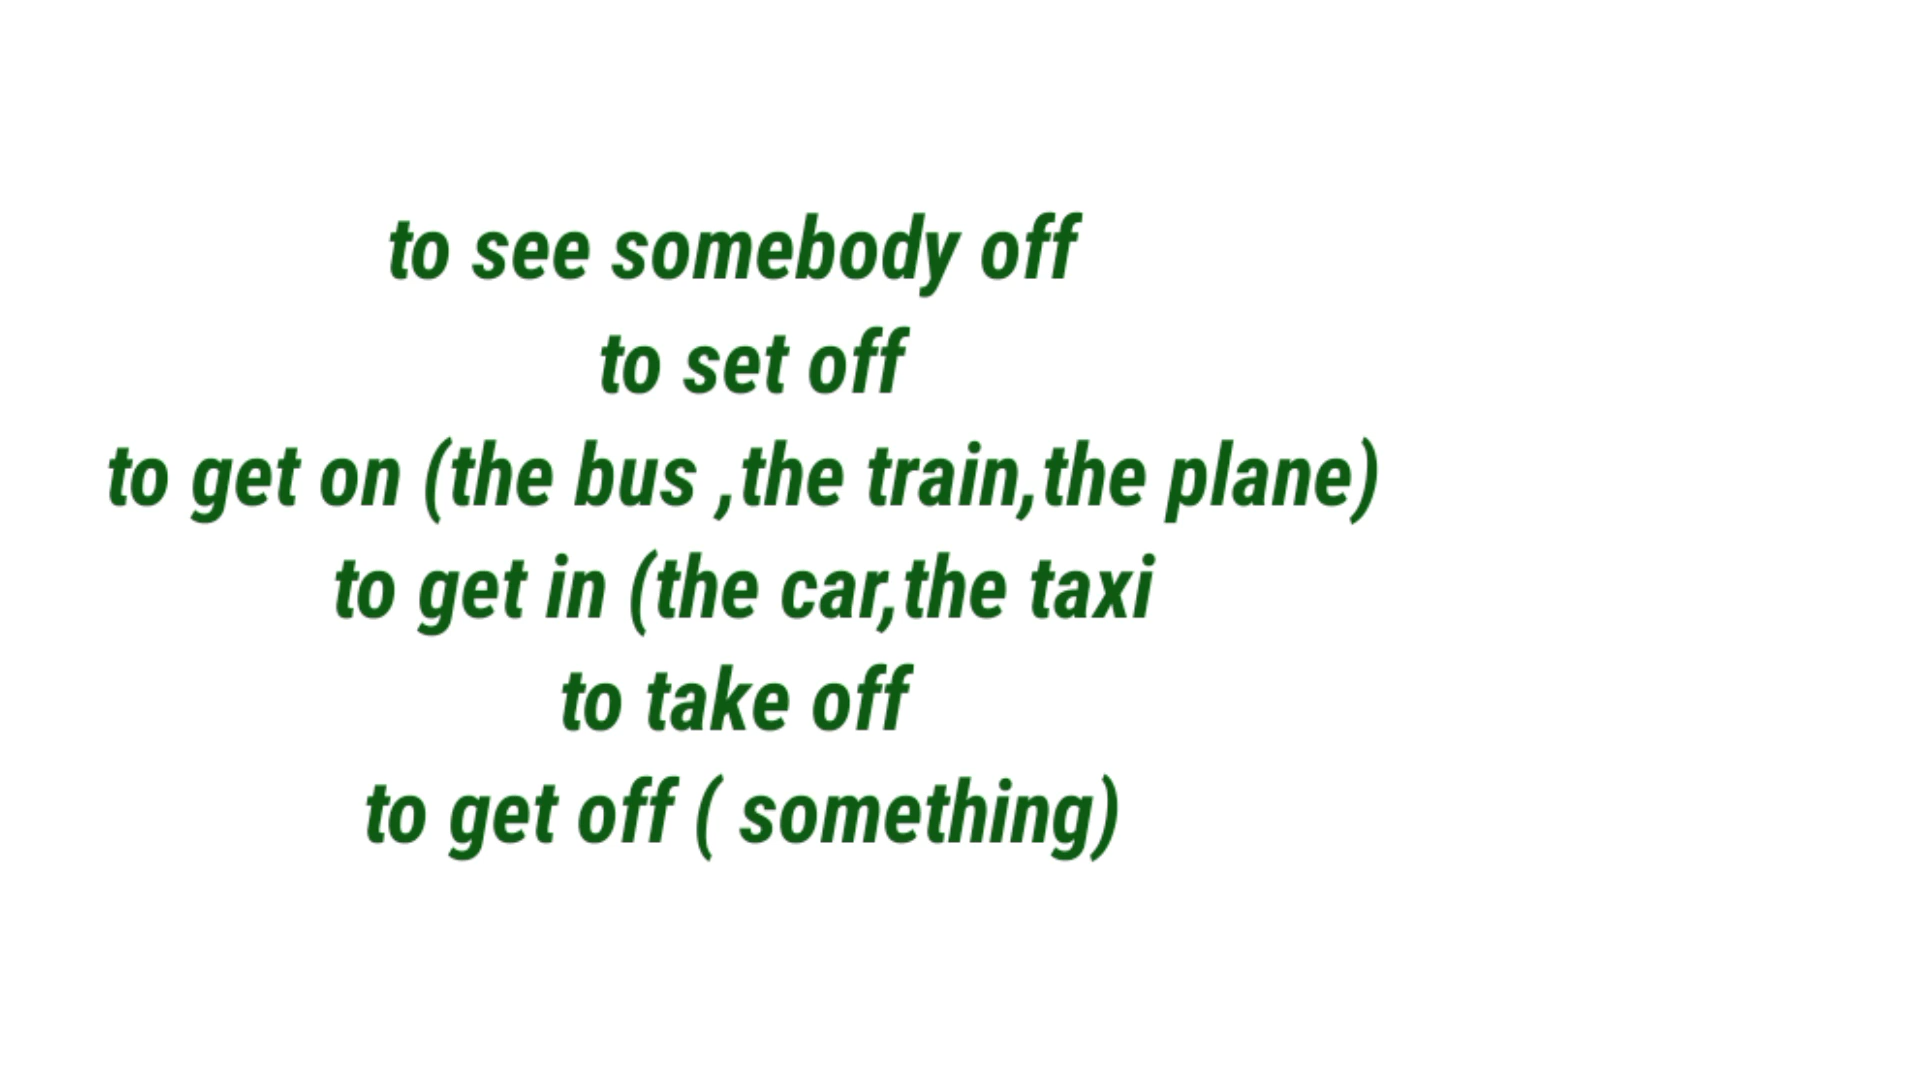 to see somebody off
to set off
to get on (the bus ,the train,the plane)
to get in (the car,the taxi
to take off
to get off ( something)